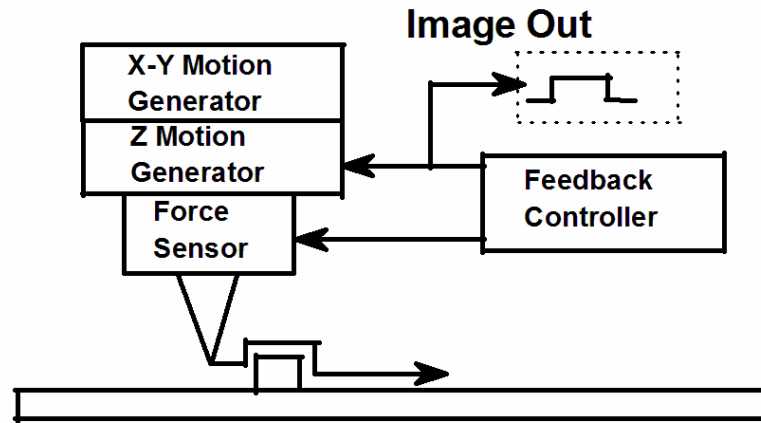 Image Out
X-Y Motion
Generator
Z Motion
Generator
Feedback
Controller
Force
Sensor